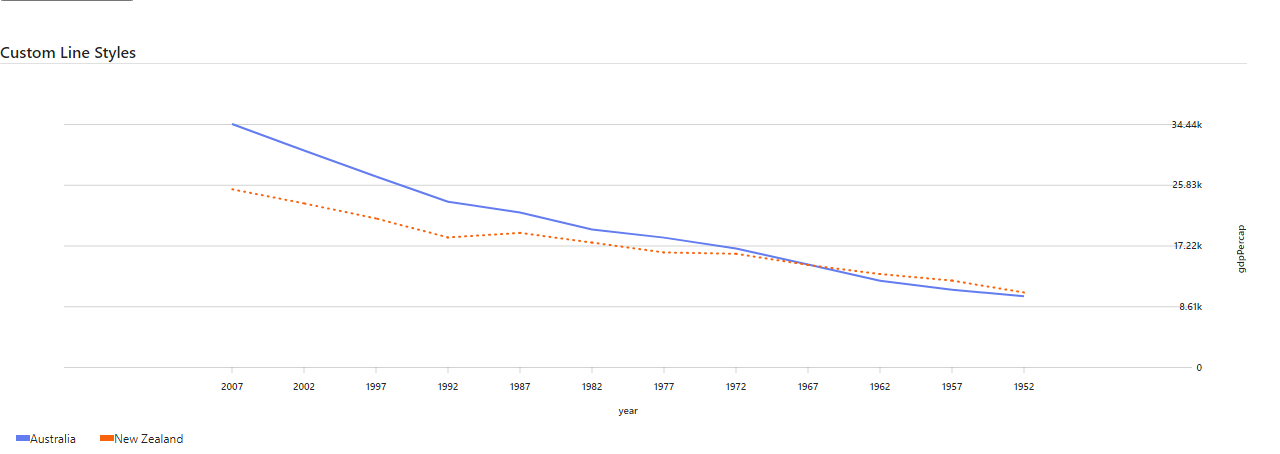 Custom Line Styles
34.44k
25.83k
17.22k
8.61k
0
gdpPercap
2007 2002 1997 1992 1987 1982 1977 1972 1967 1962 1957 1952
year
Australia New Zealand